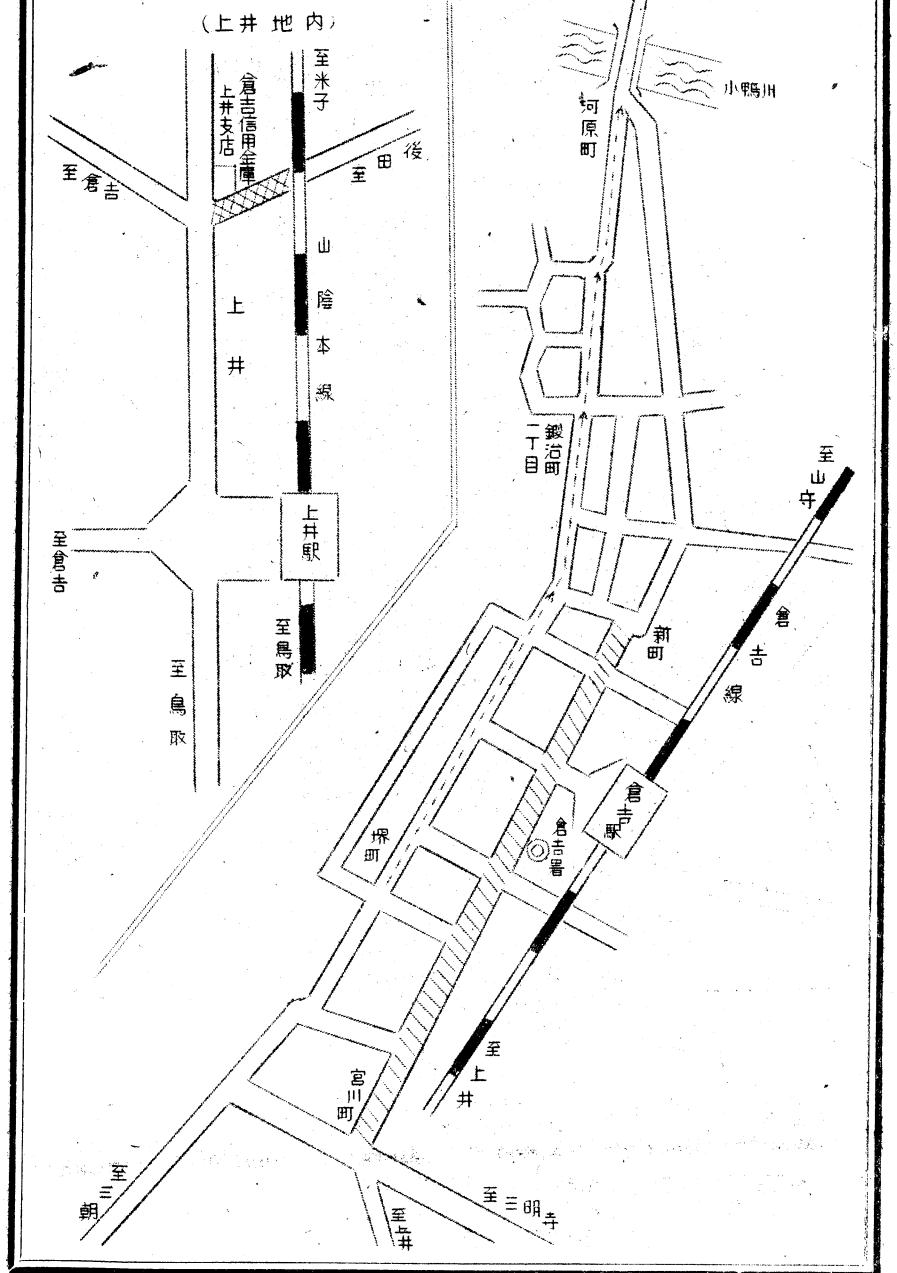 （上井地内）
至米子
倉吉信用金庫
上井支店
至倉吉
至田後
山陰本線
上井
上井駅
至倉吉
至鳥取
至鳥取
小鴨川
河原町
鍛治町
一丁目
至山守
倉吉線
新町
倉吉駅
倉吉署
堺町
至上井
宮川町
至三朝
至上井
至三明寺